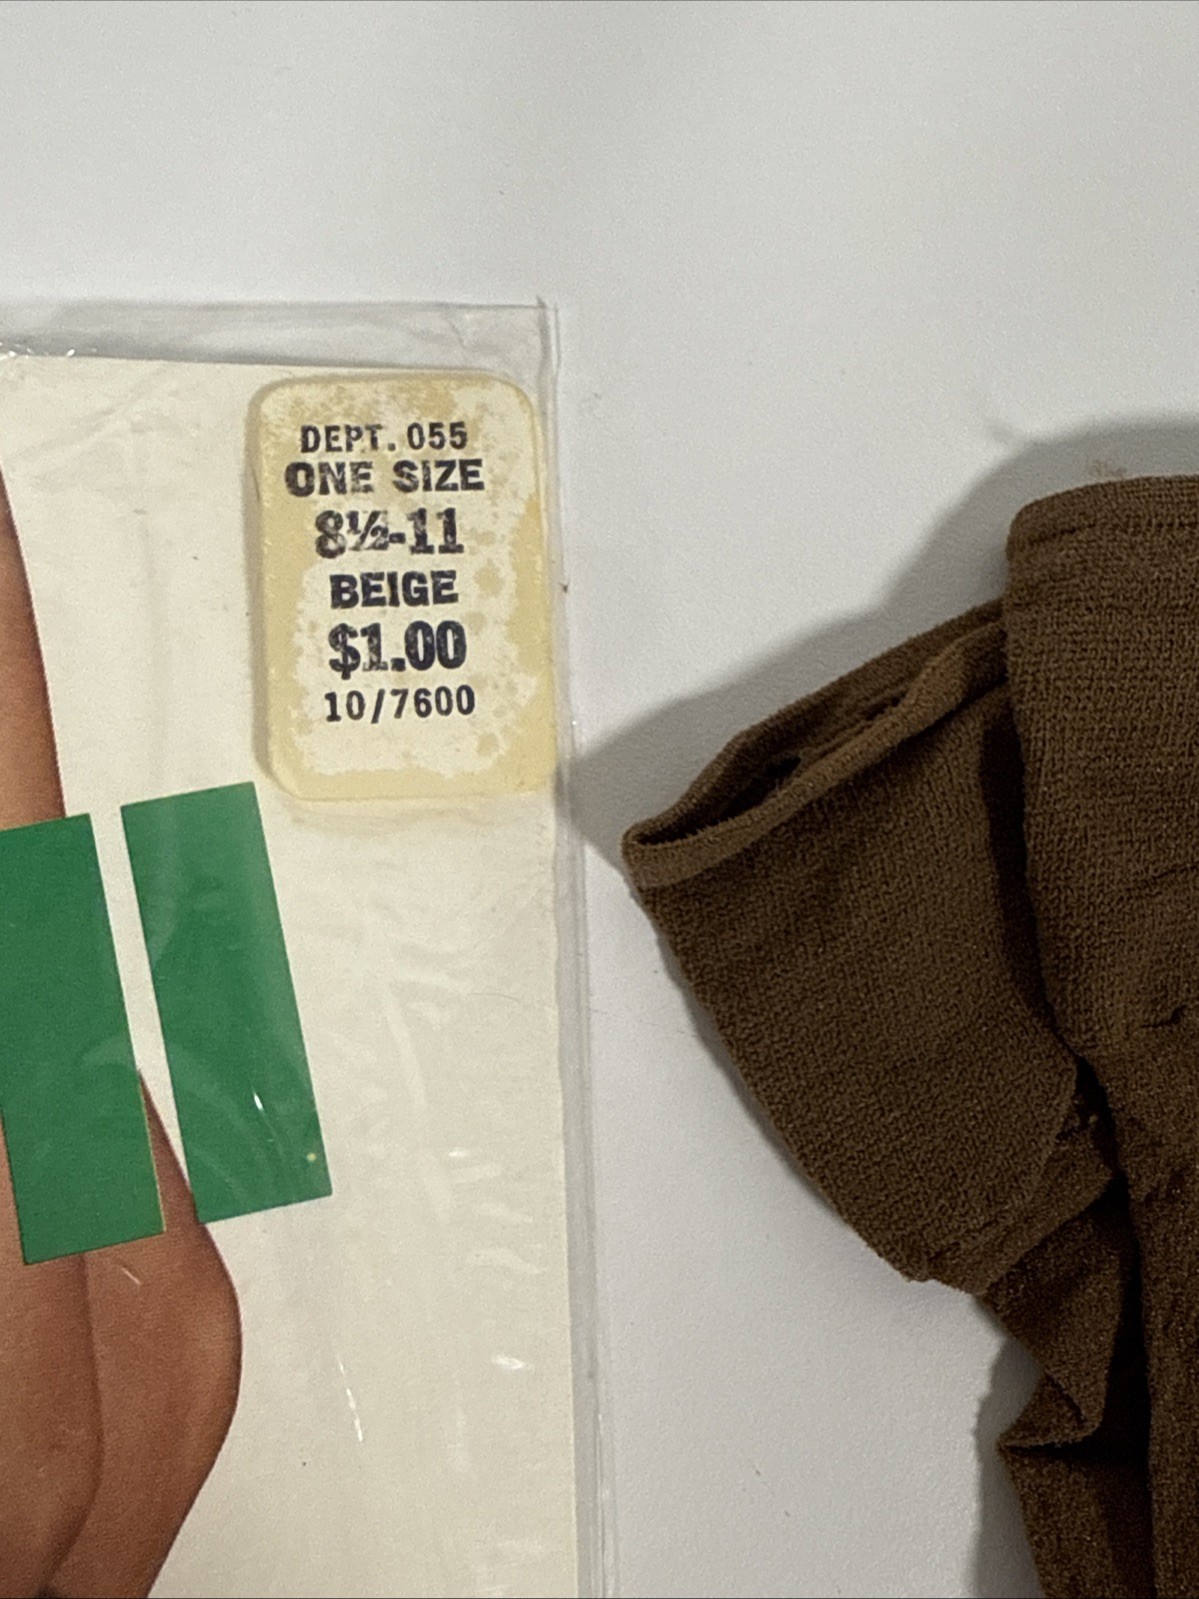 DEPT. 055
ONE SIZE
8½-11
BEIGE
$1.00
10/7600